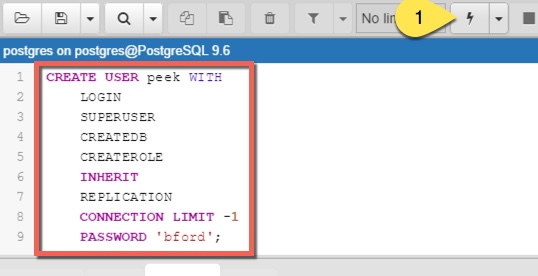 No li
1
postgres on postgres@PostgreSQL 9.6
1 CREATE USER peek WITH
2 LOGIN
3 SUPERUSER
4 CREATEDB
5 CREATEROLE
6 INHERIT
7 REPLICATION
8 CONNECTION LIMIT -1
9 PASSWORD 'bford';